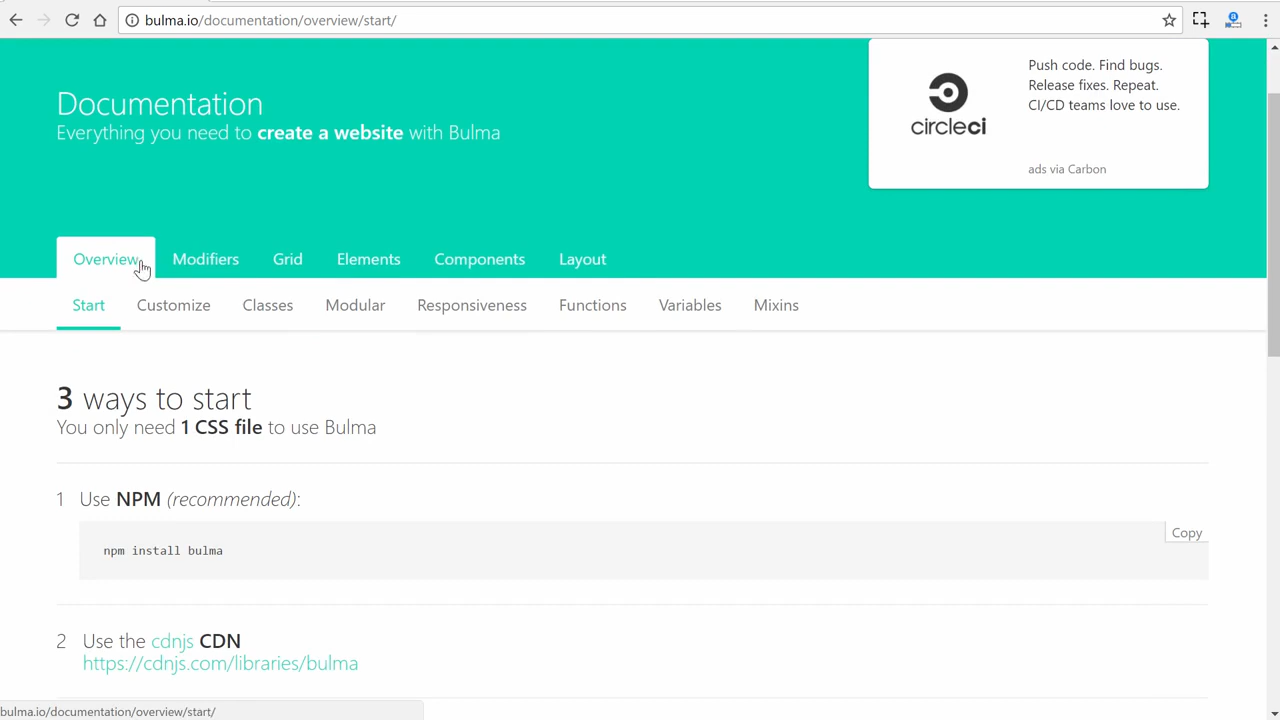 bulma.io/documentation/overview/start/
Documentation
Everything you need to create a website with Bulma
circleci
Push code. Find bugs.
Release fixes. Repeat.
CI/CD teams love to use.
ads via Carbon
Overview Modifiers Grid Elements Components Layout
Start Customize Classes Modular Responsiveness Functions Variables Mixins
3 ways to start
You only need 1 CSS file to use Bulma
1 Use NPM (recommended):
Copy
npm install bulma
2 Use the cdnjs CDN
https://cdnjs.com/libraries/bulma
bulma.io/documentation/overview/start/